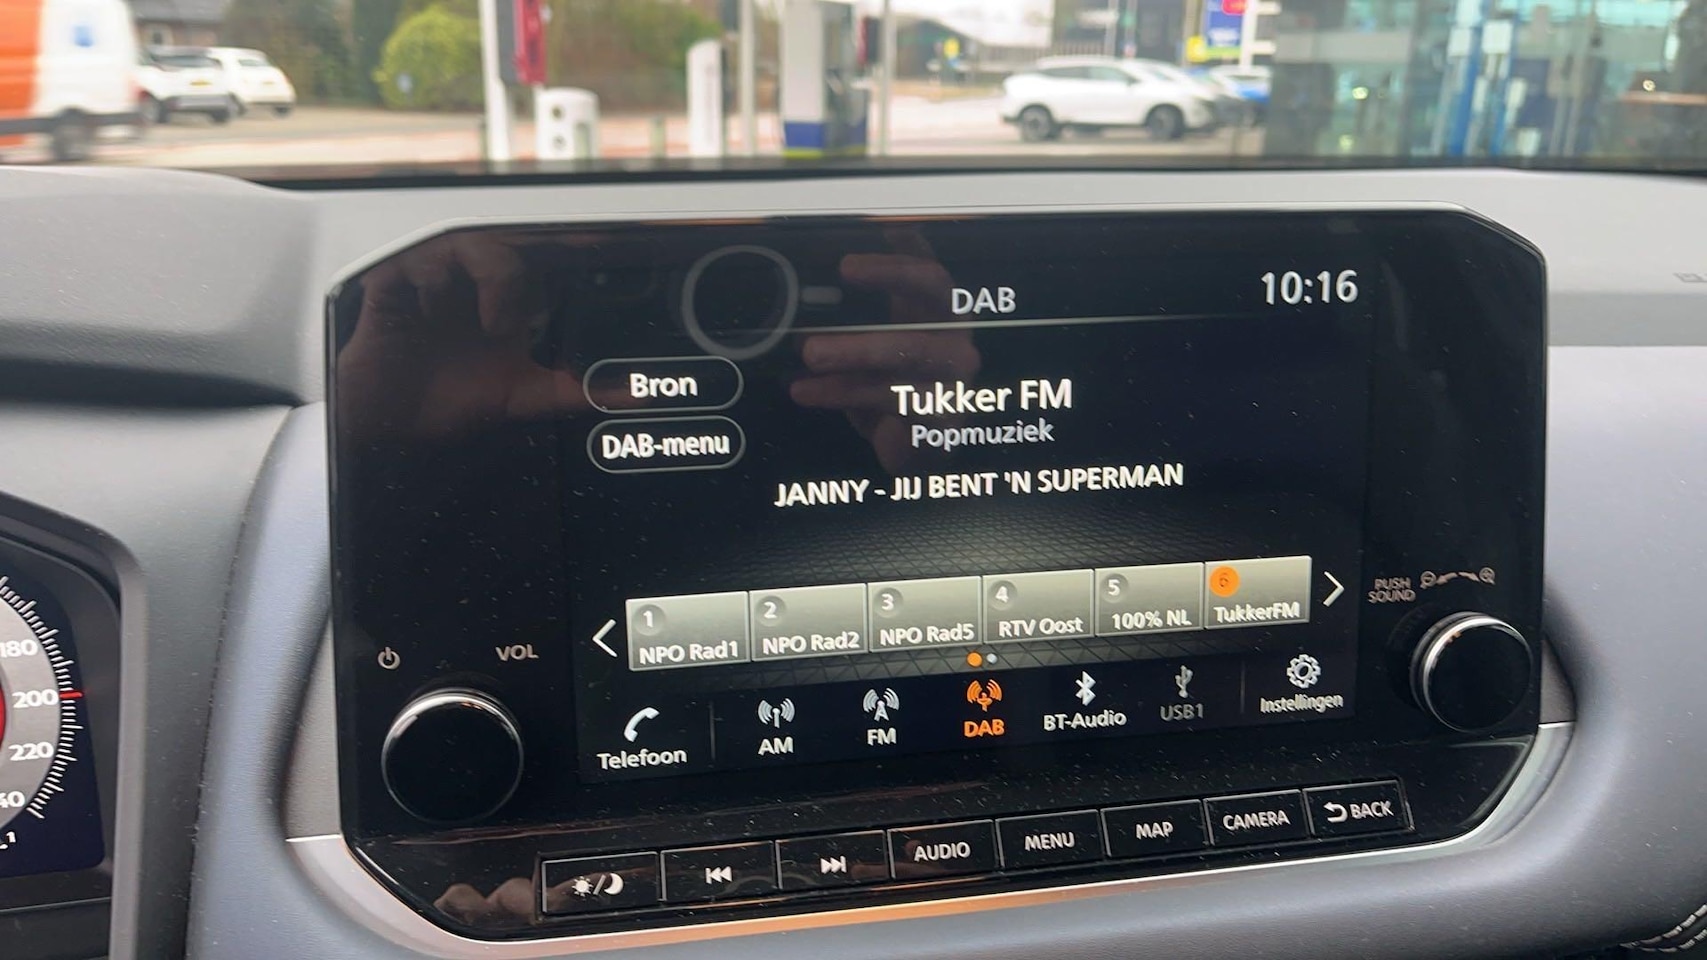 DAB
10:16
Bron
DAB-menu
Tukker FM
Popmuziek
JANNY - JIJ BENT 'N SUPERMAN
1 NPO Rad1
2 NPO Rad2
3 NPO Rad5
4 RTV Oost
5 100% NL
6 TukkerFM
Telefoon
AM
FM
DAB
BT-Audio
USB1
Instellingen
VOL
PUSH
SOUND
AUDIO
MENU
MAP
CAMERA
BACK
180
200
220